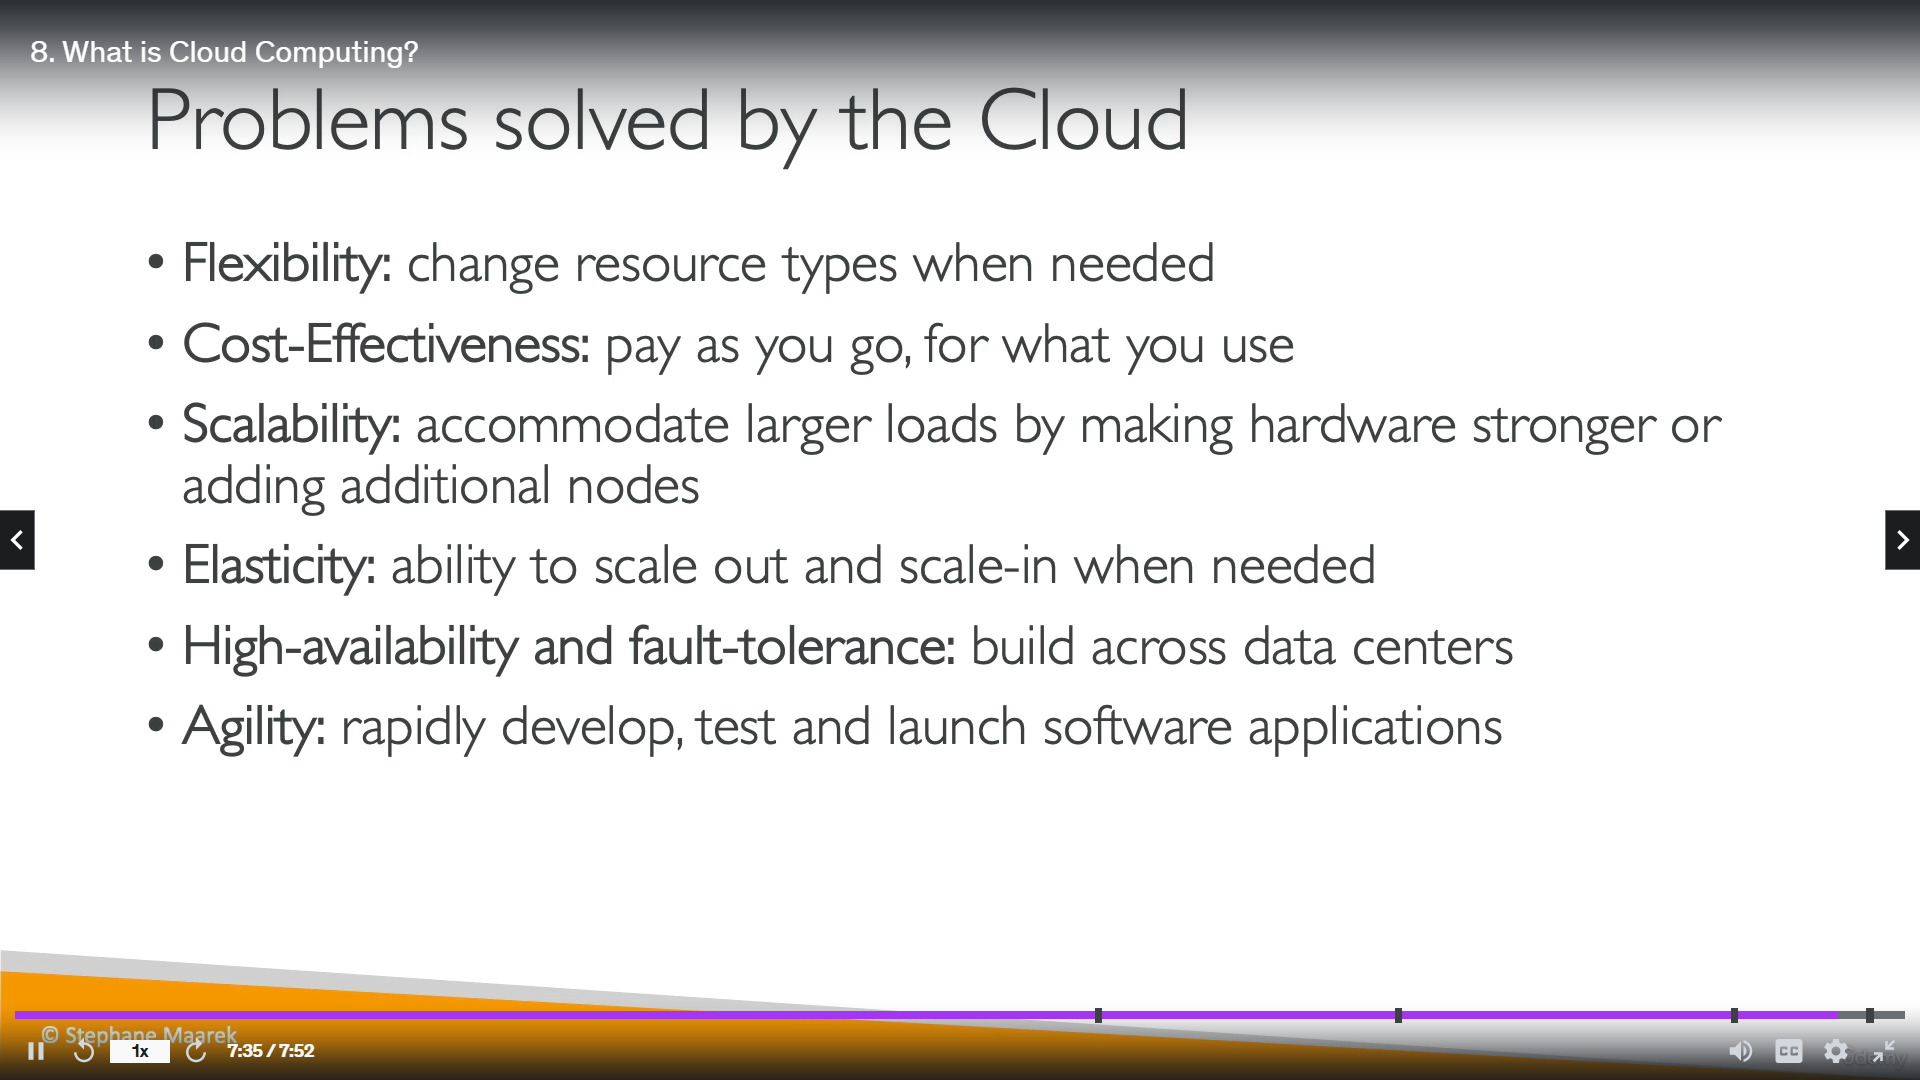 8. What is Cloud Computing?
Problems solved by the Cloud
• Flexibility: change resource types when needed
• Cost-Effectiveness: pay as you go, for what you use
• Scalability: accommodate larger loads by making hardware stronger or
adding additional nodes
• Elasticity: ability to scale out and scale-in when needed
• High-availability and fault-tolerance: build across data centers
• Agility: rapidly develop, test and launch software applications
© Stephane Maarek
1x
7:35 / 7:52
CC